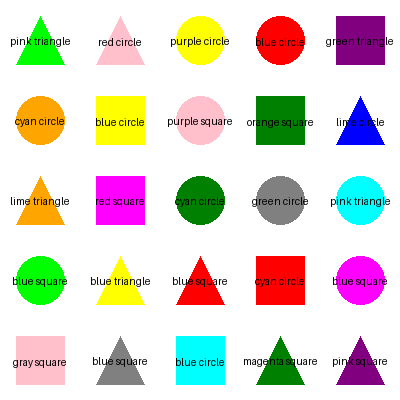 pink triangle red circle purple circle blue circle green triangle
cyan circle blue circle purple square orange square lime circle
lime triangle red square cyan circle green circle pink triangle
blue square blue triangle blue square cyan circle blue square
gray square blue square blue circle magenta square pink square